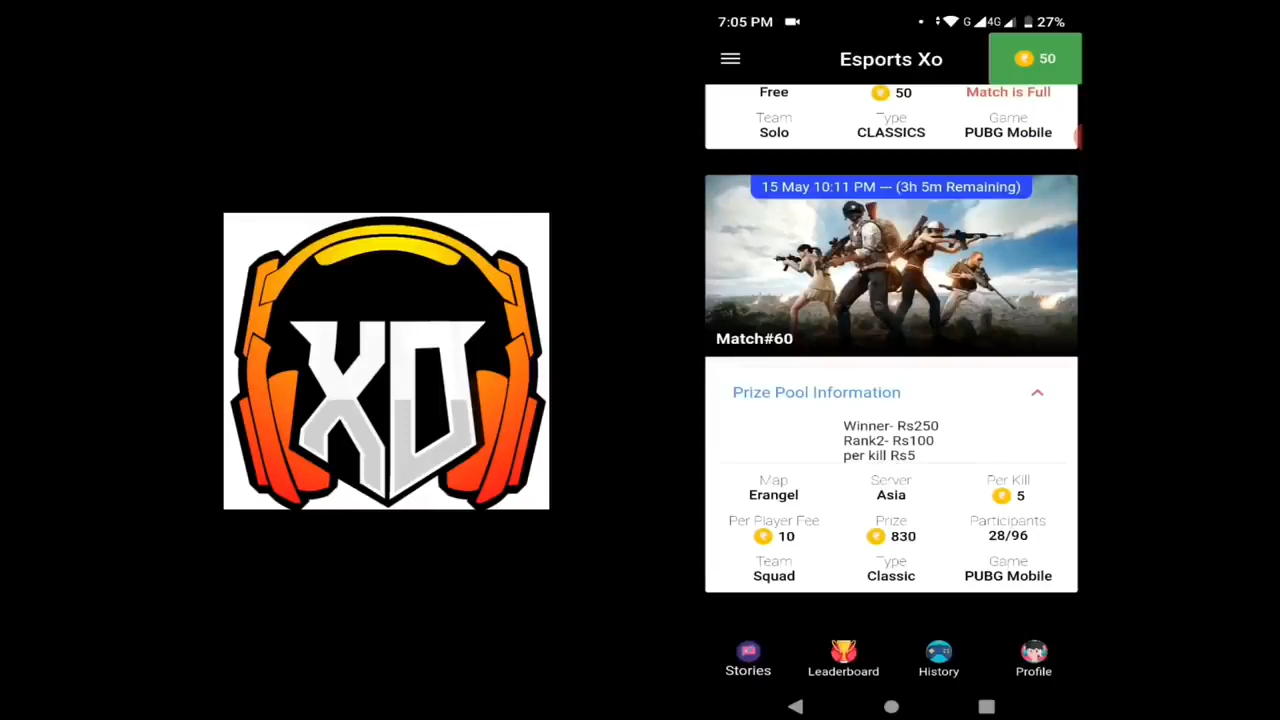 XO
7:05 PM G 4G 27%
Esports Xo 50
Free 50 Match is Full
Team Type Game
Solo CLASSICS PUBG Mobile
15 May 10:11 PM --- (3h 5m Remaining)
Match#60
Prize Pool Information
Winner- Rs250
Rank2- Rs100
per kill Rs5
Map Server Per Kill
Erangel Asia 5
Per Player Fee Prize Participants
10 830 28/96
Team Type Game
Squad Classic PUBG Mobile
Stories Leaderboard History Profile